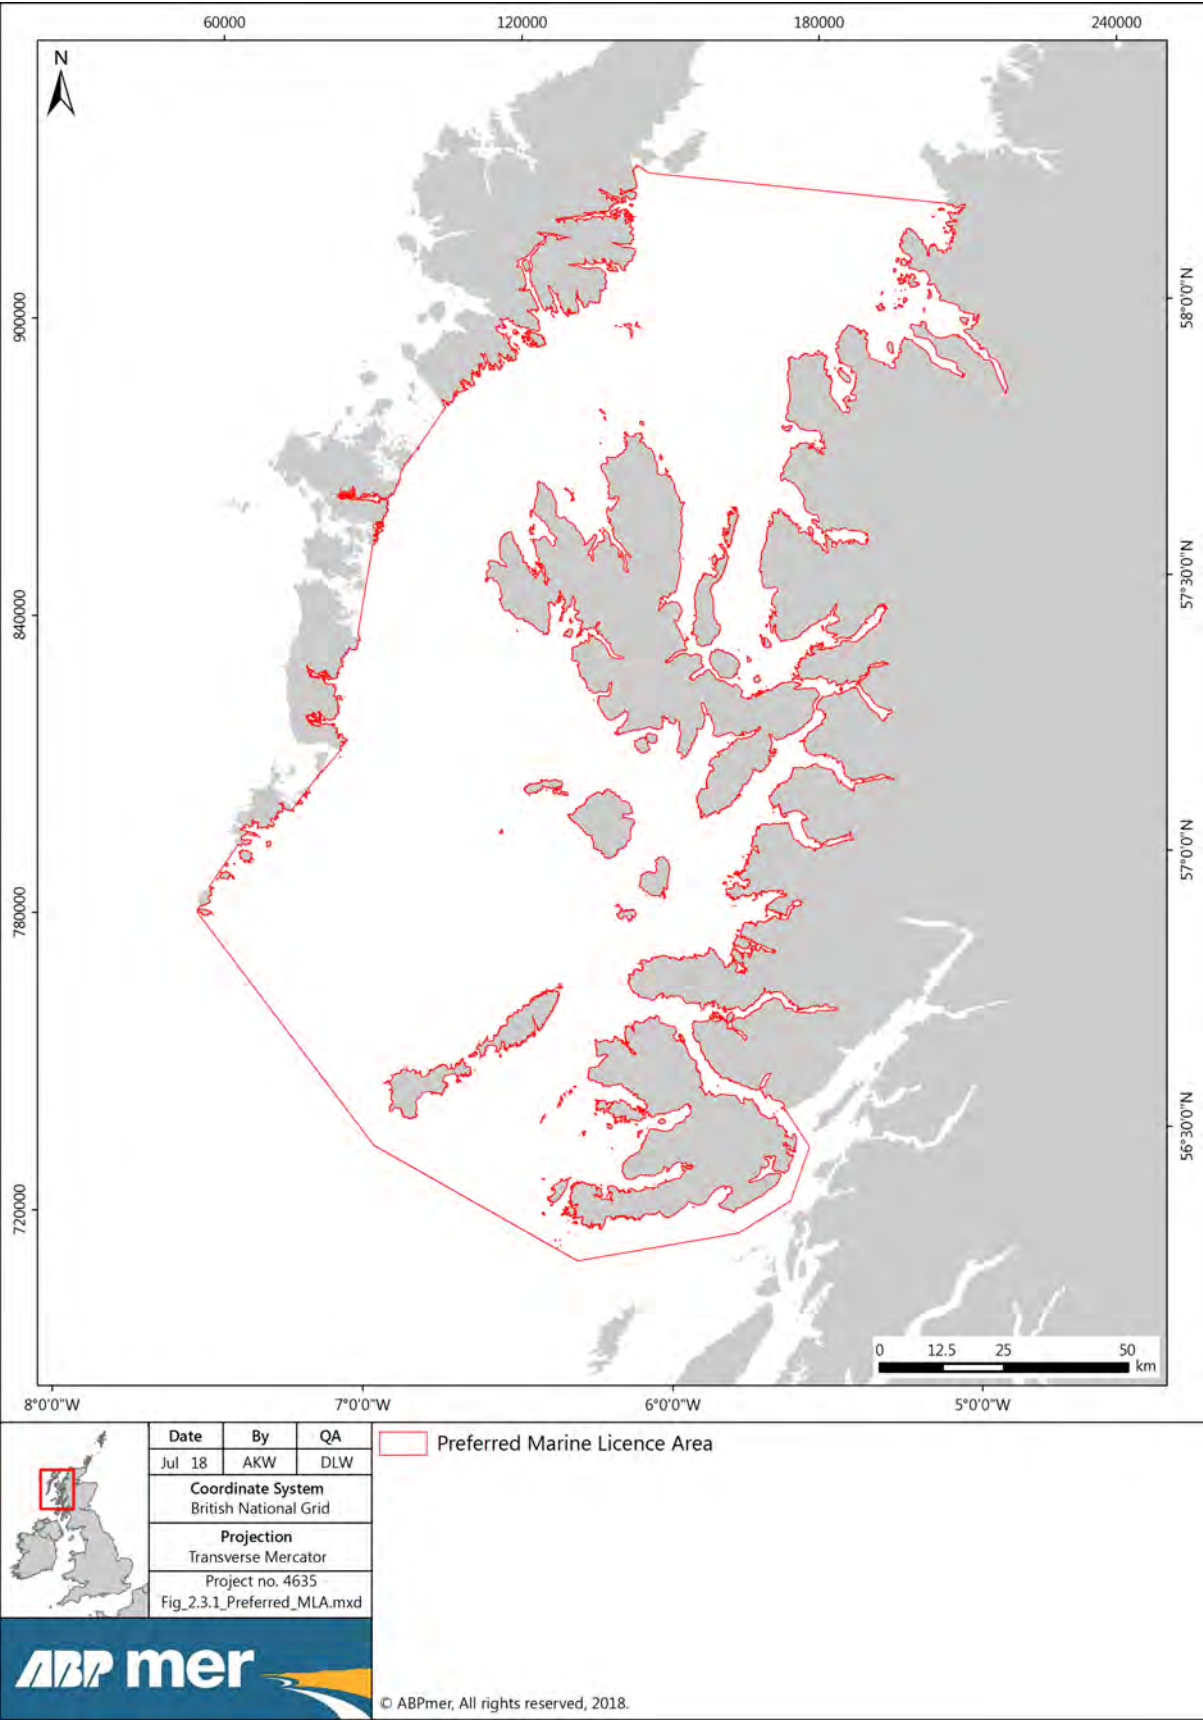 60000 120000 180000 240000
N
900000
840000
780000
720000
58°0'0"N
57°30'0"N
57°0'0"N
56°30'0"N
0 12.5 25 50
km
8°0'0"W 7°0'0"W 6°0'0"W 5°0'0"W
Date By QA
Jul 18 AKW DLW
Coordinate System
British National Grid
Projection
Transverse Mercator
Project no. 4635
Fig_2.3.1_Preferred_MLA.mxd
ABP mer
Preferred Marine Licence Area
© ABPmer, All rights reserved, 2018.